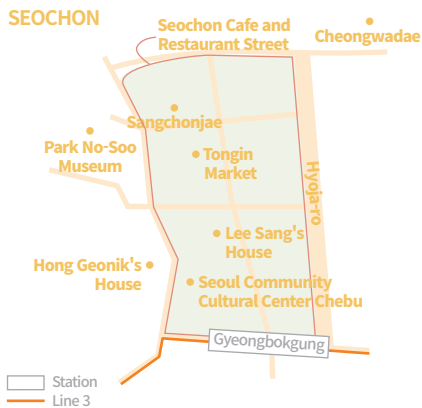 SEOCHON
Seochon Cafe and
Restaurant Street
Cheongwadae
Sangchonjae
Park No-Soo
Museum
Tongin
Market
Hyoja-ro
Lee Sang's
House
Hong Geonik's
House
Seoul Community
Cultural Center Chebu
Gyeongbokgung
Station
Line 3